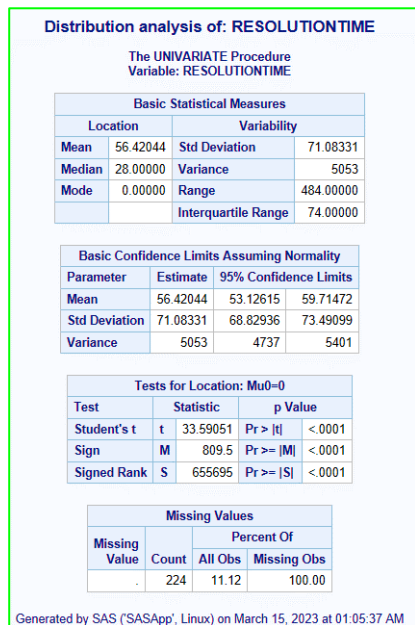 Distribution analysis of: RESOLUTIONTIME
The UNIVARIATE Procedure
Variable: RESOLUTIONTIME
Basic Statistical Measures
Location Variability
Mean 56.42044 Std Deviation 71.08331
Median 28.00000 Variance 5053
Mode 0.00000 Range 484.00000
Interquartile Range 74.00000
Basic Confidence Limits Assuming Normality
Parameter Estimate 95% Confidence Limits
Mean 56.42044 53.12615 59.71472
Std Deviation 71.08331 68.82936 73.49099
Variance 5053 4737 5401
Tests for Location: Mu0=0
Test Statistic p Value
Student's t t 33.59051 Pr > |t| <.0001
Sign M 809.5 Pr >= |M| <.0001
Signed Rank S 655695 Pr >= |S| <.0001
Missing Values
Missing Value Count Percent Of
All Obs Missing Obs
. 224 11.12 100.00
Generated by SAS ('SASApp', Linux) on March 15, 2023 at 01:05:37 AM